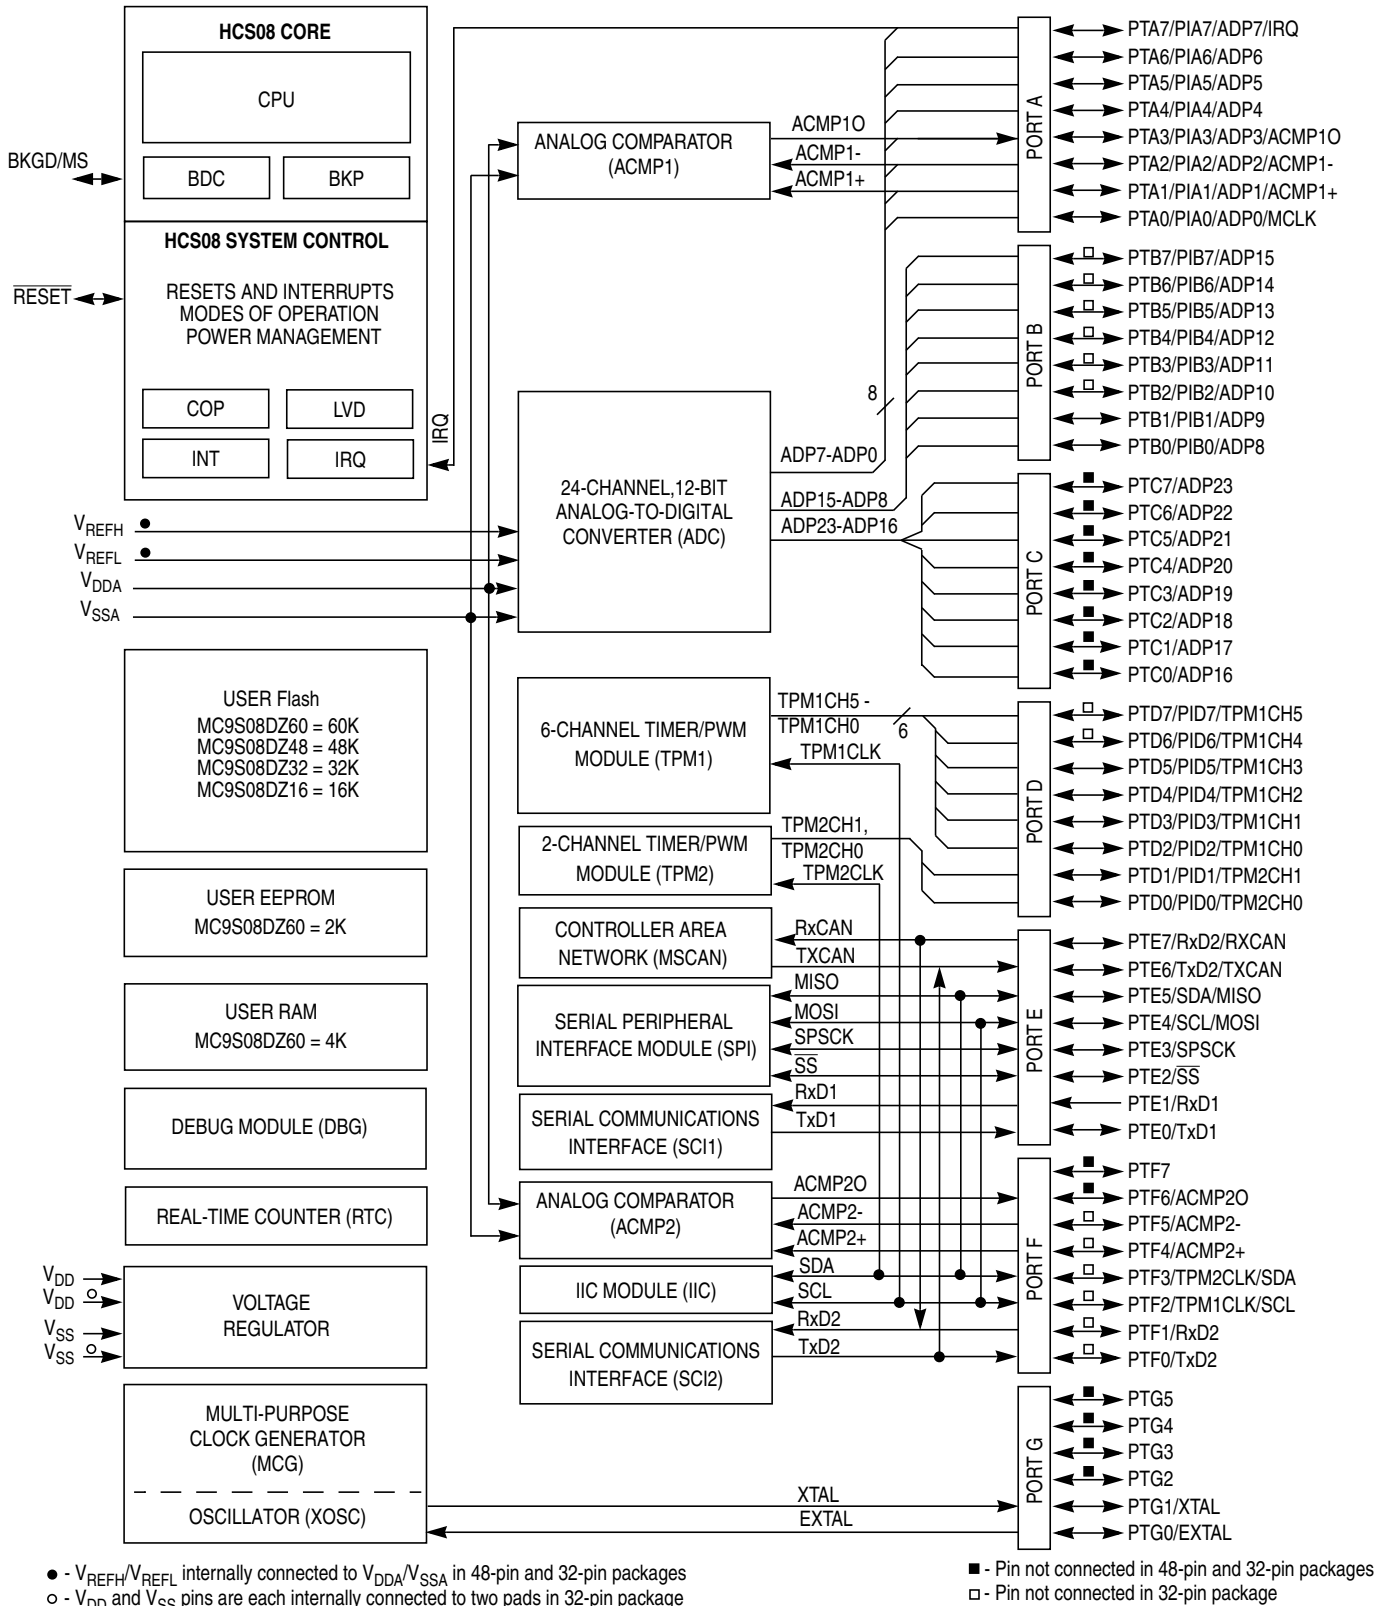 HCS08 CORE
CPU
BDC
BKP
BKGD/MS
HCS08 SYSTEM CONTROL
RESETS AND INTERRUPTS
MODES OF OPERATION
POWER MANAGEMENT
RESET
COP
LVD
INT
IRQ
IRQ
VREFH
VREFL
VDDA
VSSA
USER Flash
MC9S08DZ60 = 60K
MC9S08DZ48 = 48K
MC9S08DZ32 = 32K
MC9S08DZ16 = 16K
USER EEPROM
MC9S08DZ60 = 2K
USER RAM
MC9S08DZ60 = 4K
DEBUG MODULE (DBG)
REAL-TIME COUNTER (RTC)
VDD
VDD
VSS
VSS
VOLTAGE
REGULATOR
MULTI-PURPOSE
CLOCK GENERATOR
(MCG)
OSCILLATOR (XOSC)
ANALOG COMPARATOR
(ACMP1)
ACMP1O
ACMP1-
ACMP1+
24-CHANNEL,12-BIT
ANALOG-TO-DIGITAL
CONVERTER (ADC)
8
ADP7-ADP0
ADP15-ADP8
ADP23-ADP16
6-CHANNEL TIMER/PWM
MODULE (TPM1)
TPM1CH5 -
TPM1CH0
6
TPM1CLK
2-CHANNEL TIMER/PWM
MODULE (TPM2)
TPM2CH1,
TPM2CH0
TPM2CLK
CONTROLLER AREA
NETWORK (MSCAN)
RxCAN
TXCAN
SERIAL PERIPHERAL
INTERFACE MODULE (SPI)
MISO
MOSI
SPSCK
SS
SERIAL COMMUNICATIONS
INTERFACE (SCI1)
RxD1
TxD1
ANALOG COMPARATOR
(ACMP2)
ACMP2O
ACMP2-
ACMP2+
IIC MODULE (IIC)
SDA
SCL
SERIAL COMMUNICATIONS
INTERFACE (SCI2)
RxD2
TxD2
XTAL
EXTAL
PORT A
PTA7/PIA7/ADP7/IRQ
PTA6/PIA6/ADP6
PTA5/PIA5/ADP5
PTA4/PIA4/ADP4
PTA3/PIA3/ADP3/ACMP1O
PTA2/PIA2/ADP2/ACMP1-
PTA1/PIA1/ADP1/ACMP1+
PTA0/PIA0/ADP0/MCLK
PORT B
PTB7/PIB7/ADP15
PTB6/PIB6/ADP14
PTB5/PIB5/ADP13
PTB4/PIB4/ADP12
PTB3/PIB3/ADP11
PTB2/PIB2/ADP10
PTB1/PIB1/ADP9
PTB0/PIB0/ADP8
PORT C
PTC7/ADP23
PTC6/ADP22
PTC5/ADP21
PTC4/ADP20
PTC3/ADP19
PTC2/ADP18
PTC1/ADP17
PTC0/ADP16
PORT D
PTD7/PID7/TPM1CH5
PTD6/PID6/TPM1CH4
PTD5/PID5/TPM1CH3
PTD4/PID4/TPM1CH2
PTD3/PID3/TPM1CH1
PTD2/PID2/TPM1CH0
PTD1/PID1/TPM2CH1
PTD0/PID0/TPM2CH0
PORT E
PTE7/RxD2/RXCAN
PTE6/TxD2/TXCAN
PTE5/SDA/MISO
PTE4/SCL/MOSI
PTE3/SPSCK
PTE2/SS
PTE1/RxD1
PTE0/TxD1
PORT F
PTF7
PTF6/ACMP2O
PTF5/ACMP2-
PTF4/ACMP2+
PTF3/TPM2CLK/SDA
PTF2/TPM1CLK/SCL
PTF1/RxD2
PTF0/TxD2
PORT G
PTG5
PTG4
PTG3
PTG2
PTG1/XTAL
PTG0/EXTAL
● - VREFH/VREFL internally connected to VDDA/VSSA in 48-pin and 32-pin packages
○ - VDD and VSS pins are each internally connected to two pads in 32-pin package
■ - Pin not connected in 48-pin and 32-pin packages
□ - Pin not connected in 32-pin package